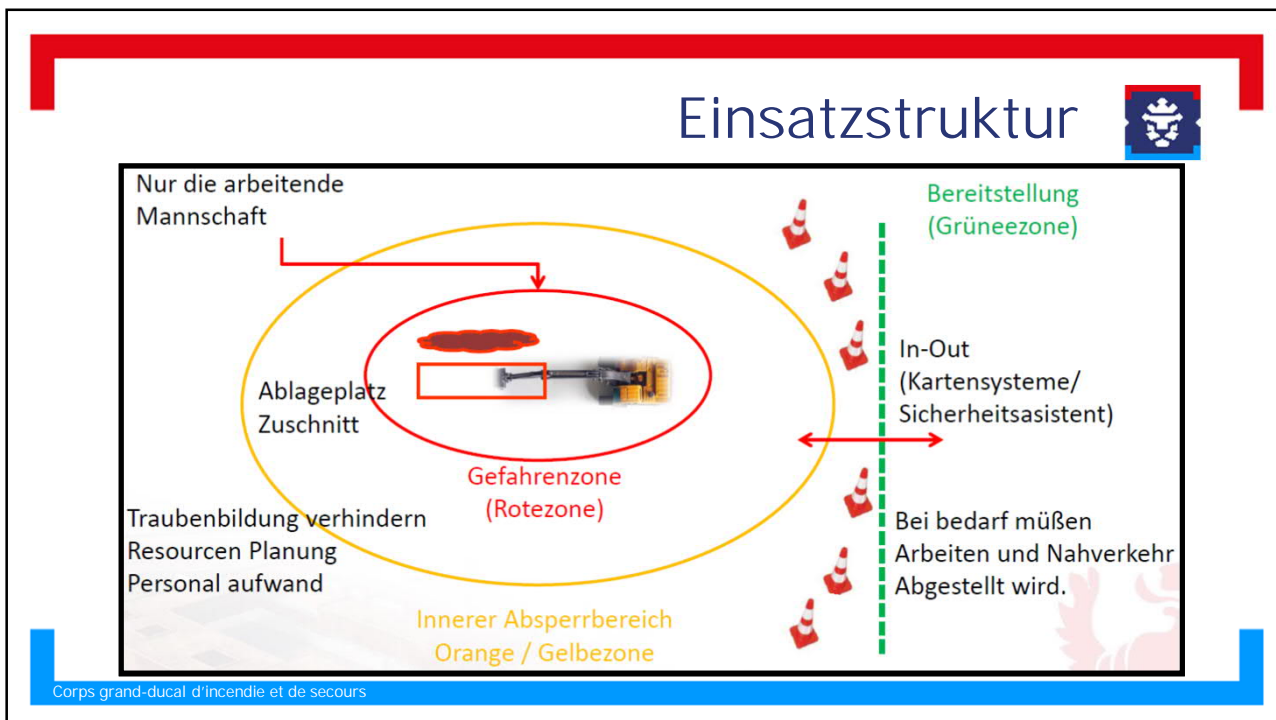 Einsatzstruktur
Nur die arbeitende
Mannschaft
Bereitstellung
(Grüneezone)
In-Out
(Kartensysteme/
Sicherheitsasistent)
Ablageplatz
Zuschnitt
Gefahrenzone
(Rotezone)
Traubenbildung verhindern
Resourcen Planung
Personal aufwand
Bei bedarf müßen
Arbeiten und Nahverkehr
Abgestellt wird.
Innerer Absperrbereich
Orange / Gelbezone
Corps grand-ducal d'incendie et de secours